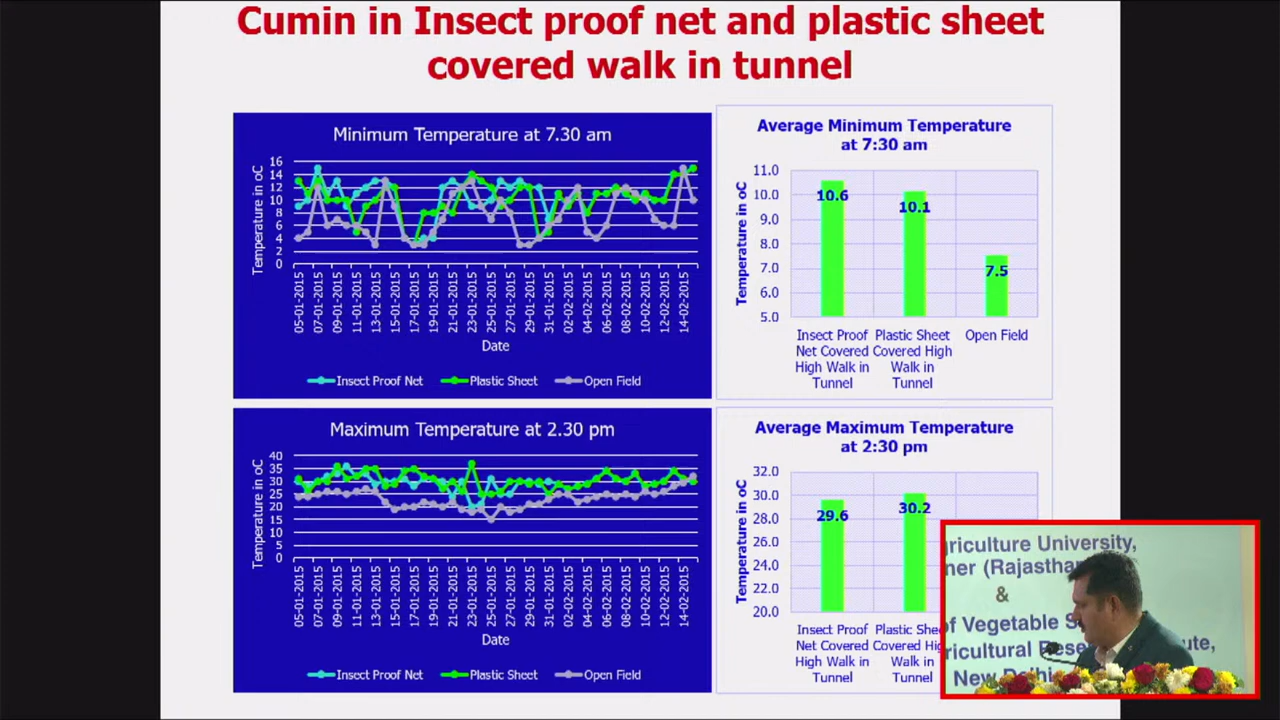 Cumin in Insect proof net and plastic sheet
covered walk in tunnel
Minimum Temperature at 7.30 am
Temperature in oC
16
14
12
10
8
6
4
2
0
05-01-2015
07-01-2015
09-01-2015
11-01-2015
13-01-2015
15-01-2015
17-01-2015
19-01-2015
21-01-2015
23-01-2015
25-01-2015
27-01-2015
29-01-2015
31-01-2015
02-02-2015
04-02-2015
06-02-2015
08-02-2015
10-02-2015
12-02-2015
14-02-2015
Date
Insect Proof Net Plastic Sheet Open Field
Average Minimum Temperature
at 7:30 am
Temperature in oC
11.0
10.0
9.0
8.0
7.0
6.0
5.0
10.6
10.1
7.5
Insect Proof Plastic Sheet Open Field
Net Covered Covered High
High Walk in Walk in
Tunnel Tunnel
Maximum Temperature at 2.30 pm
Temperature in oC
40
35
30
25
20
15
10
5
0
05-01-2015
07-01-2015
09-01-2015
11-01-2015
13-01-2015
15-01-2015
17-01-2015
19-01-2015
21-01-2015
23-01-2015
25-01-2015
27-01-2015
29-01-2015
31-01-2015
02-02-2015
04-02-2015
06-02-2015
08-02-2015
10-02-2015
12-02-2015
14-02-2015
Date
Insect Proof Net Plastic Sheet Open Field
Average Maximum Temperature
at 2:30 pm
Temperature in oC
32.0
30.0
28.0
26.0
24.0
22.0
20.0
29.6
30.2
Insect Proof Plastic
Net Covered Covered
High Walk in Walk in
Tunnel Tunnel
University,
&
of Vegetable
New